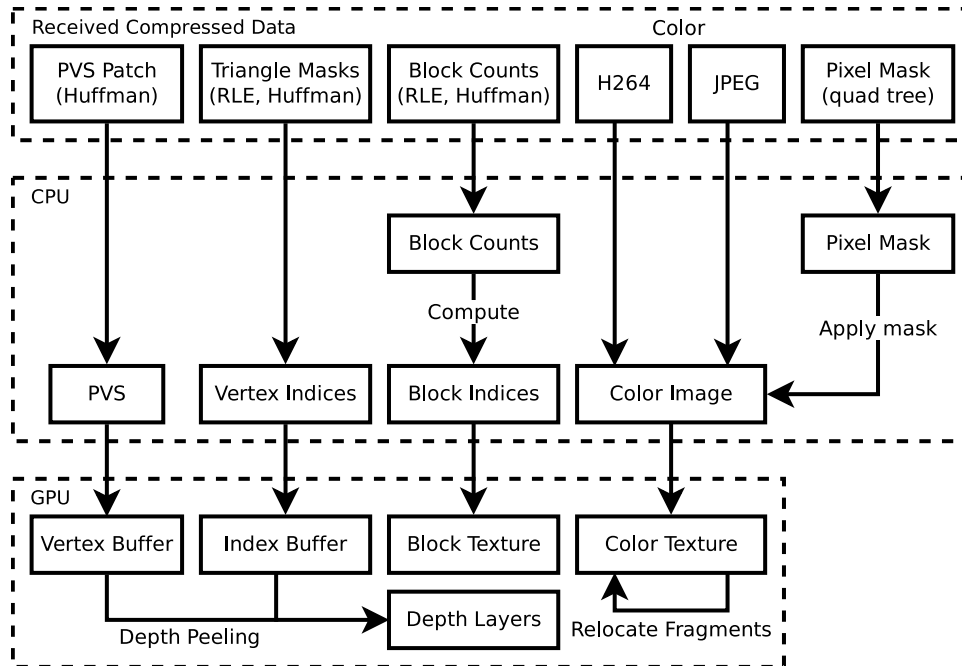 Received Compressed Data
Color
PVS Patch
(Huffman)
Triangle Masks
(RLE, Huffman)
Block Counts
(RLE, Huffman)
H264
JPEG
Pixel Mask
(quad tree)
CPU
Block Counts
Pixel Mask
Compute
Apply mask
PVS
Vertex Indices
Block Indices
Color Image
GPU
Vertex Buffer
Index Buffer
Block Texture
Color Texture
Depth Peeling
Depth Layers
Relocate Fragments